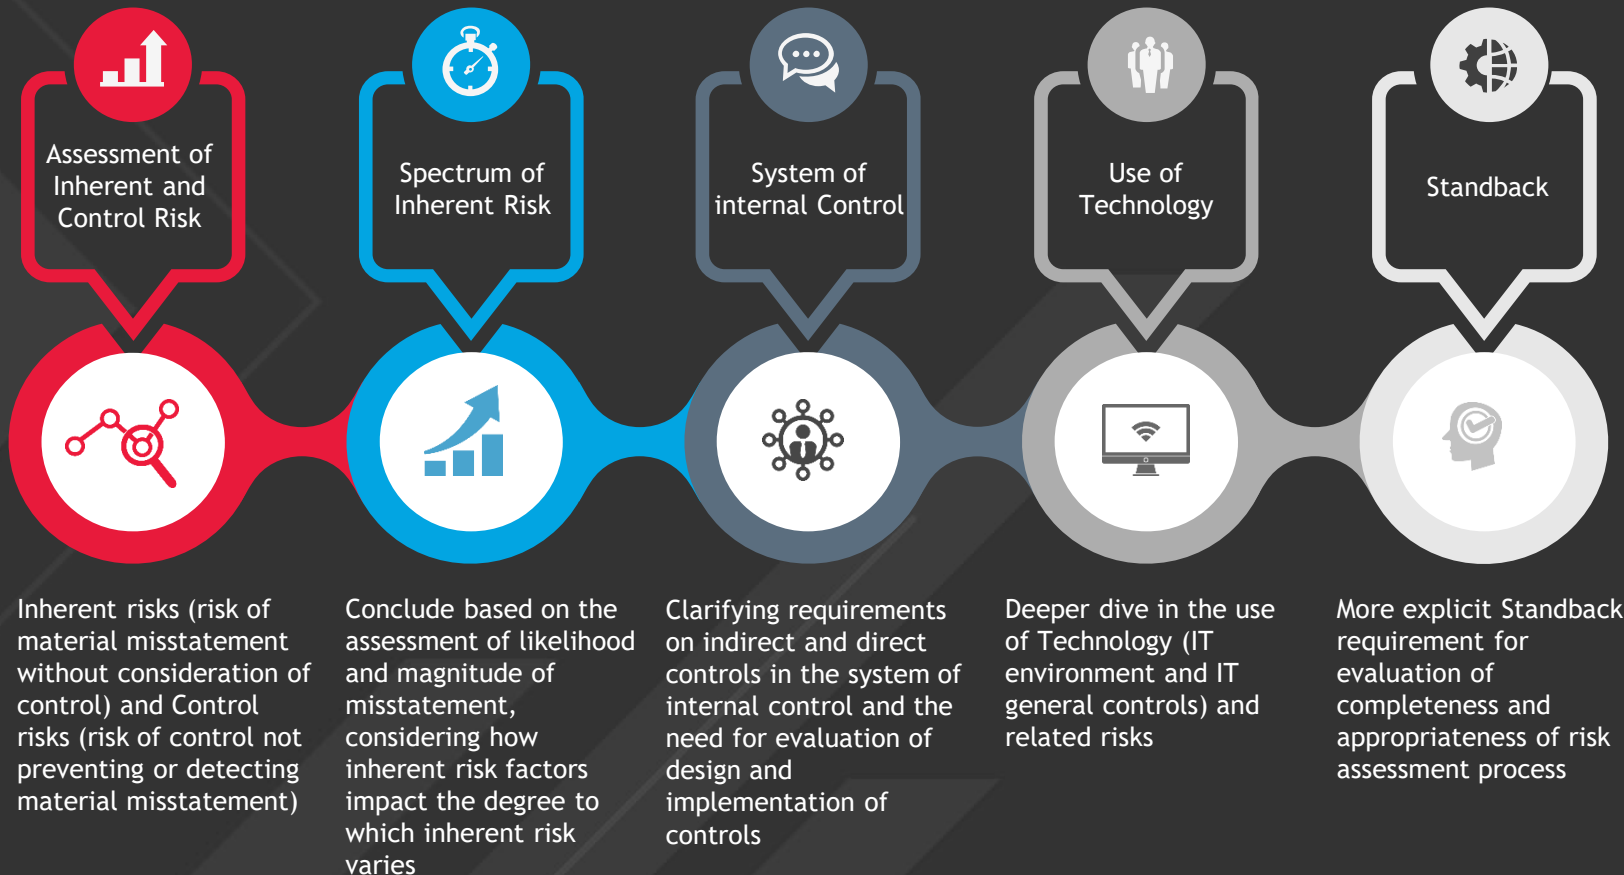 Assessment of
Inherent and
Control Risk
Spectrum of
Inherent Risk
System of
internal Control
Use of
Technology
Standback
Inherent risks (risk of
material misstatement
without consideration of
control) and Control
risks (risk of control not
preventing or detecting
material misstatement)
Conclude based on the
assessment of likelihood
and magnitude of
misstatement,
considering how
inherent risk factors
impact the degree to
which inherent risk
varies
Clarifying requirements
on indirect and direct
controls in the system of
internal control and the
need for evaluation of
design and
implementation of
controls
Deeper dive in the use
of Technology (IT
environment and IT
general controls) and
related risks
More explicit Standback
requirement for
evaluation of
completeness and
appropriateness of risk
assessment process